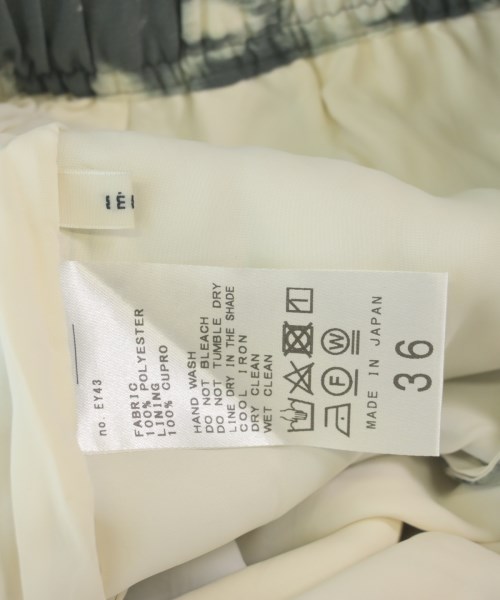 no. EY43
FABRIC
100% POLYESTER
LINING
100% CUPRO
HAND WASH
DO NOT BLEACH
DO NOT TUMBLE DRY
LINE DRY IN THE SHADE
COOL IRON
DRY CLEAN
WET CLEAN
F W
MADE IN JAPAN
36